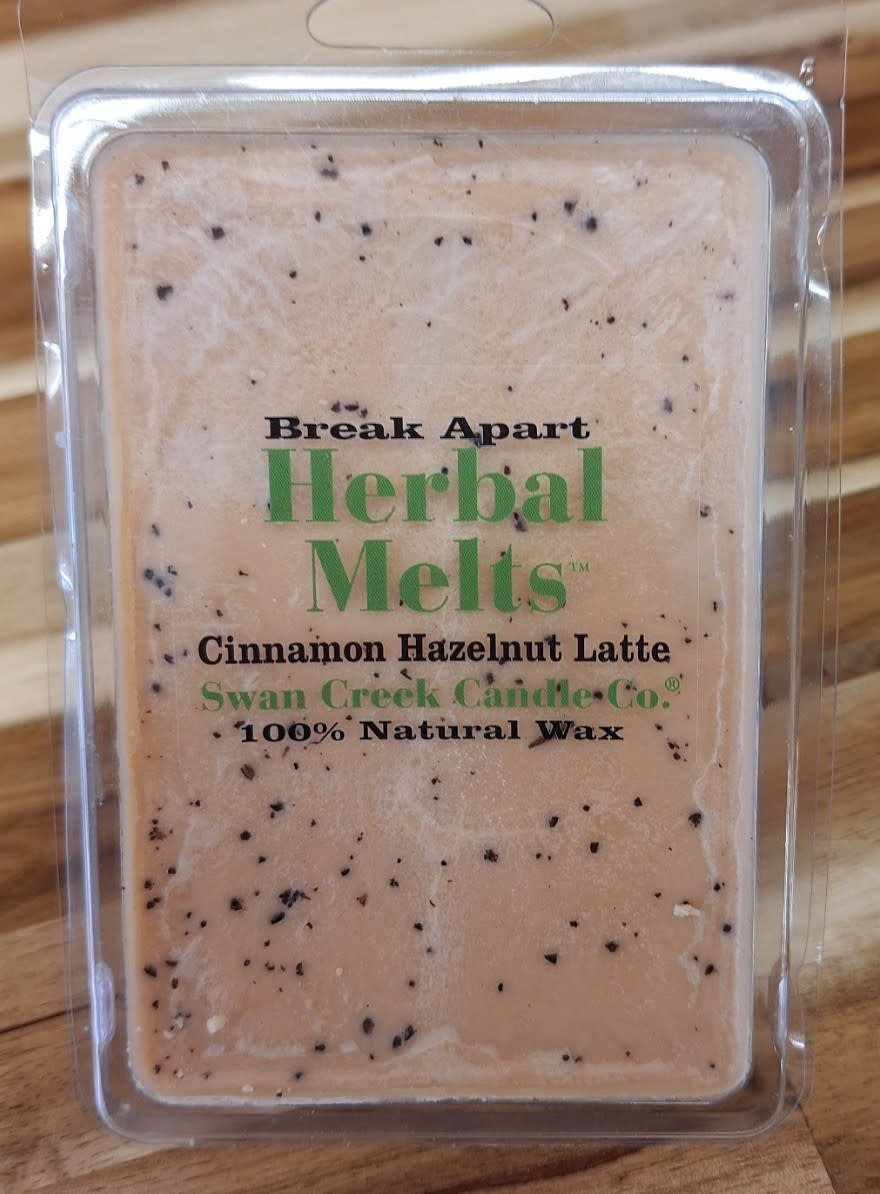 Break Apart
Herbal
Melts™
Cinnamon Hazelnut Latte
Swan Creek Candle Co.®
100% Natural Wax